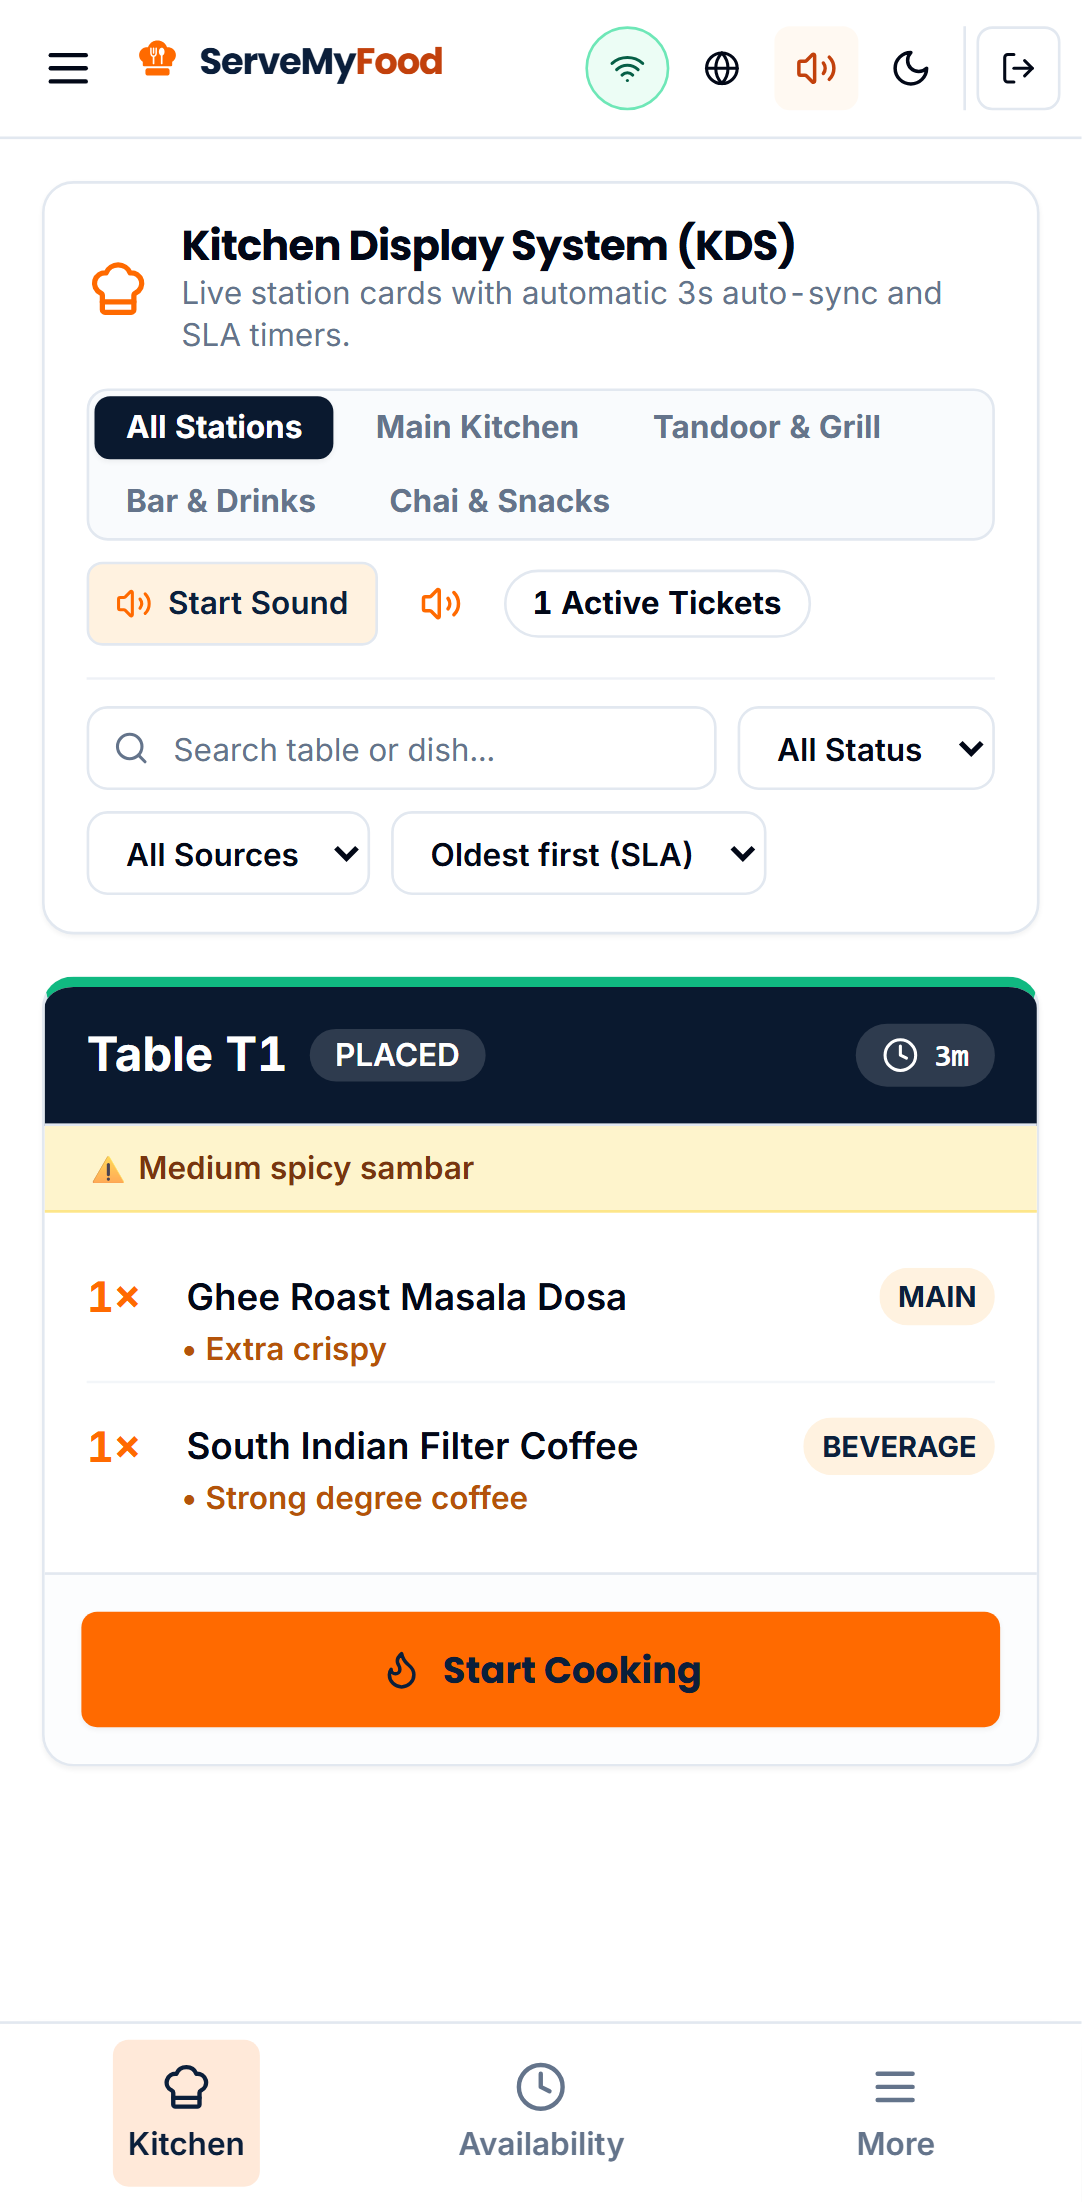 ServeMyFood
Kitchen Display System (KDS)
Live station cards with automatic 3s auto-sync and
SLA timers.
All Stations
Main Kitchen
Tandoor & Grill
Bar & Drinks
Chai & Snacks
Start Sound
1 Active Tickets
Search table or dish...
All Status
All Sources
Oldest first (SLA)
Table T1
PLACED
3m
Medium spicy sambar
1×
Ghee Roast Masala Dosa
MAIN
• Extra crispy
1×
South Indian Filter Coffee
BEVERAGE
• Strong degree coffee
Start Cooking
Kitchen
Availability
More